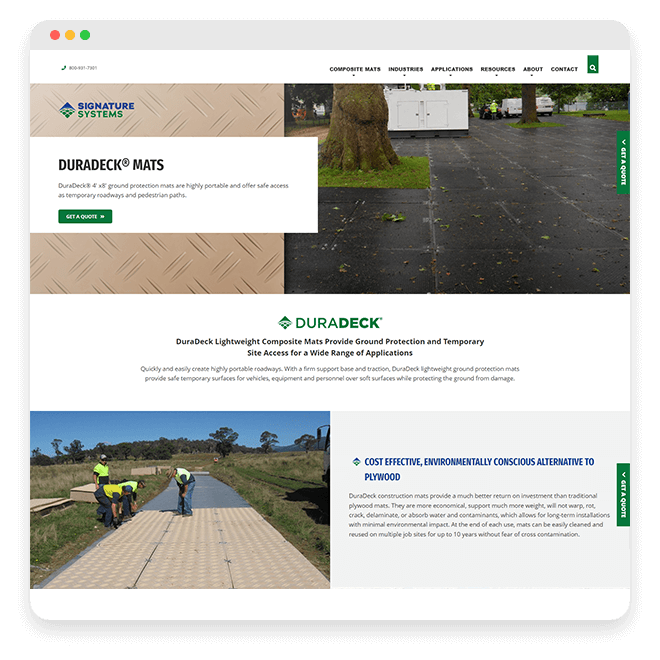 800-931-7301
COMPOSITE MATS INDUSTRIES APPLICATIONS RESOURCES ABOUT CONTACT
SIGNATURE
SYSTEMS
DURADECK® MATS
DuraDeck® 4' x8' ground protection mats are highly portable and offer safe access
as temporary roadways and pedestrian paths.
GET A QUOTE »
GET A QUOTE
DURADECK®
DuraDeck Lightweight Composite Mats Provide Ground Protection and Temporary
Site Access for a Wide Range of Applications
Quickly and easily create highly portable roadways. With a firm support base and traction, DuraDeck lightweight ground protection mats
provide safe temporary surfaces for vehicles, equipment and personnel over soft surfaces while protecting the ground from damage.
COST EFFECTIVE, ENVIRONMENTALLY CONSCIOUS ALTERNATIVE TO
PLYWOOD
DuraDeck construction mats provide a much better return on investment than traditional
plywood mats. They are more economical, support much more weight, will not warp, rot,
crack, delaminate, or absorb water and contaminants, which allows for long-term installations
with minimal environmental impact. At the end of each use, mats can be easily cleaned and
reused on multiple job sites for up to 10 years without fear of cross contamination.
GET A QUOTE